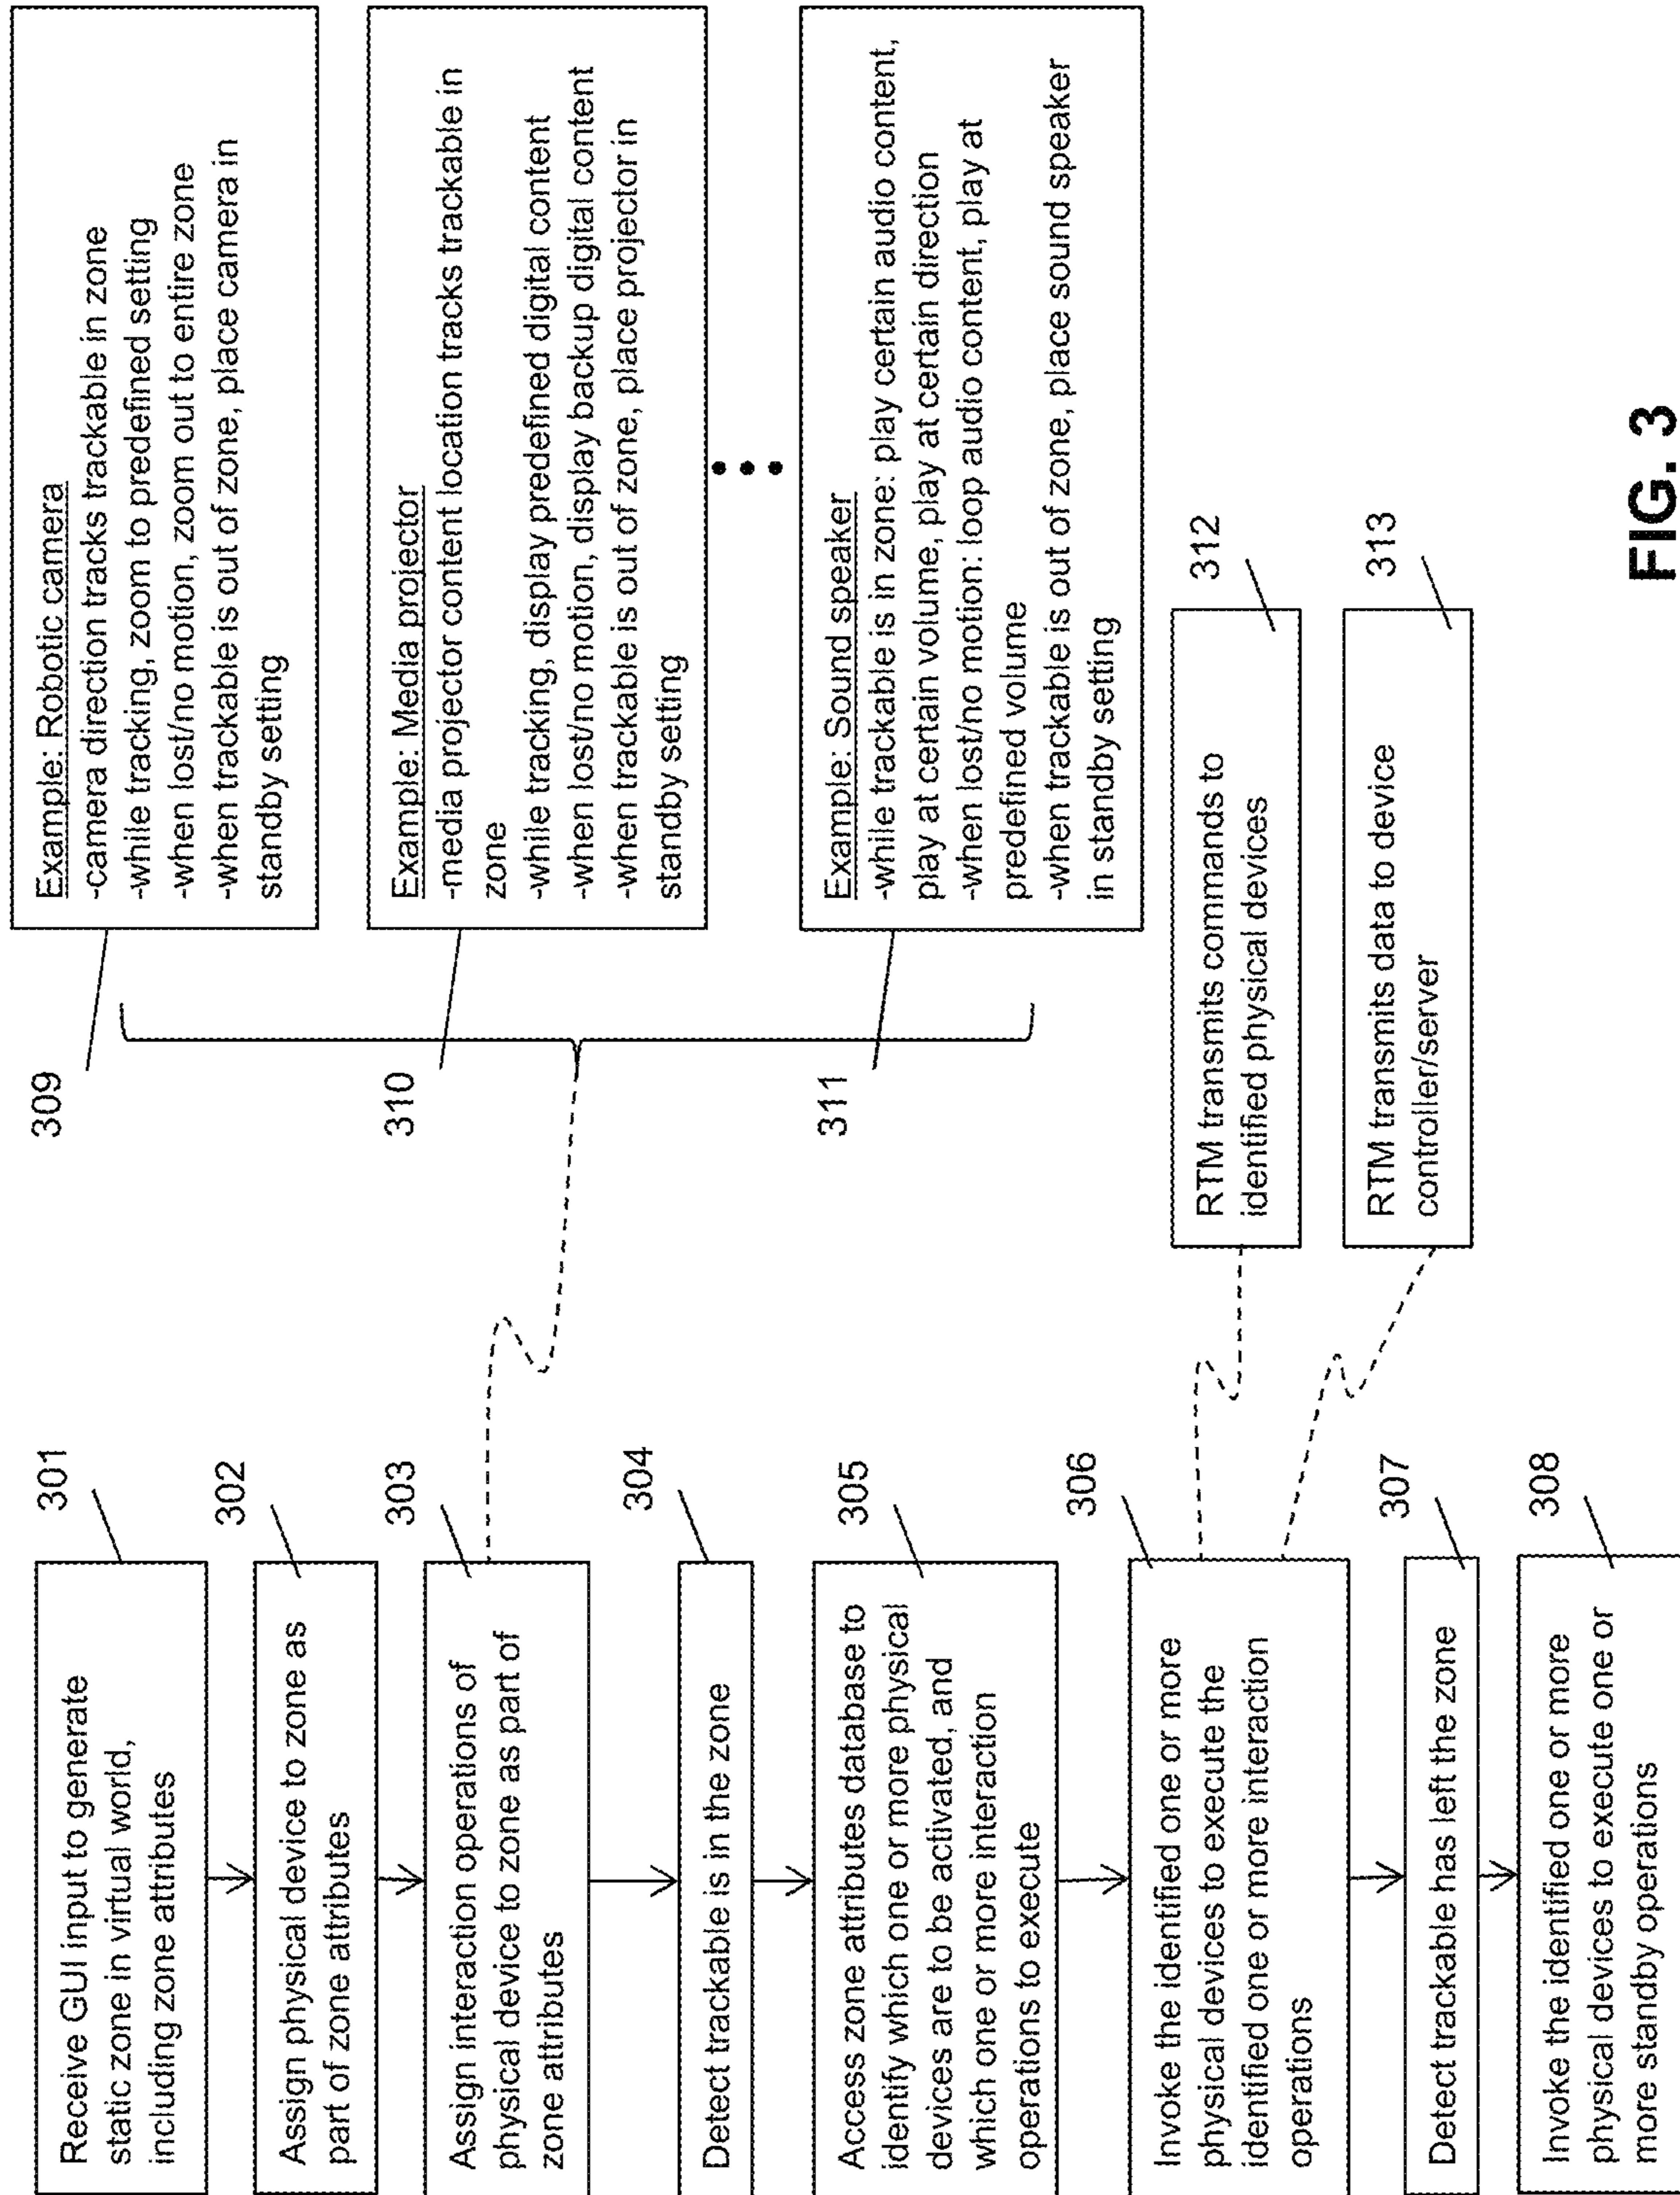 301
Receive GUI input to generate
static zone in virtual world,
including zone attributes
302
Assign physical device to zone as
part of zone attributes
303
Assign interaction operations of
physical device to zone as part of
zone attributes
304
Detect trackable is in the zone
305
Access zone attributes database to
identify which one or more physical
devices are to be activated, and
which one or more interaction
operations to execute
306
Invoke the identified one or more
physical devices to execute the
identified one or more interaction
operations
307
Detect trackable has left the zone
308
Invoke the identified one or more
physical devices to execute one or
more standby operations
309
Example: Robotic camera
-camera direction tracks trackable in zone
-while tracking, zoom to predefined setting
-when lost/no motion, zoom out to entire zone
-when trackable is out of zone, place camera in
standby setting
310
Example: Media projector
-media projector content location tracks trackable in
zone
-while tracking, display predefined digital content
-when lost/no motion, display backup digital content
-when trackable is out of zone, place projector in
standby setting
311
Example: Sound speaker
-while trackable is in zone: play certain audio content,
play at certain volume, play at certain direction
-when lost/no motion: loop audio content, play at
predefined volume
-when trackable is out of zone, place sound speaker
in standby setting
312
RTM transmits commands to
identified physical devices
313
RTM transmits data to device
controller/server
FIG. 3